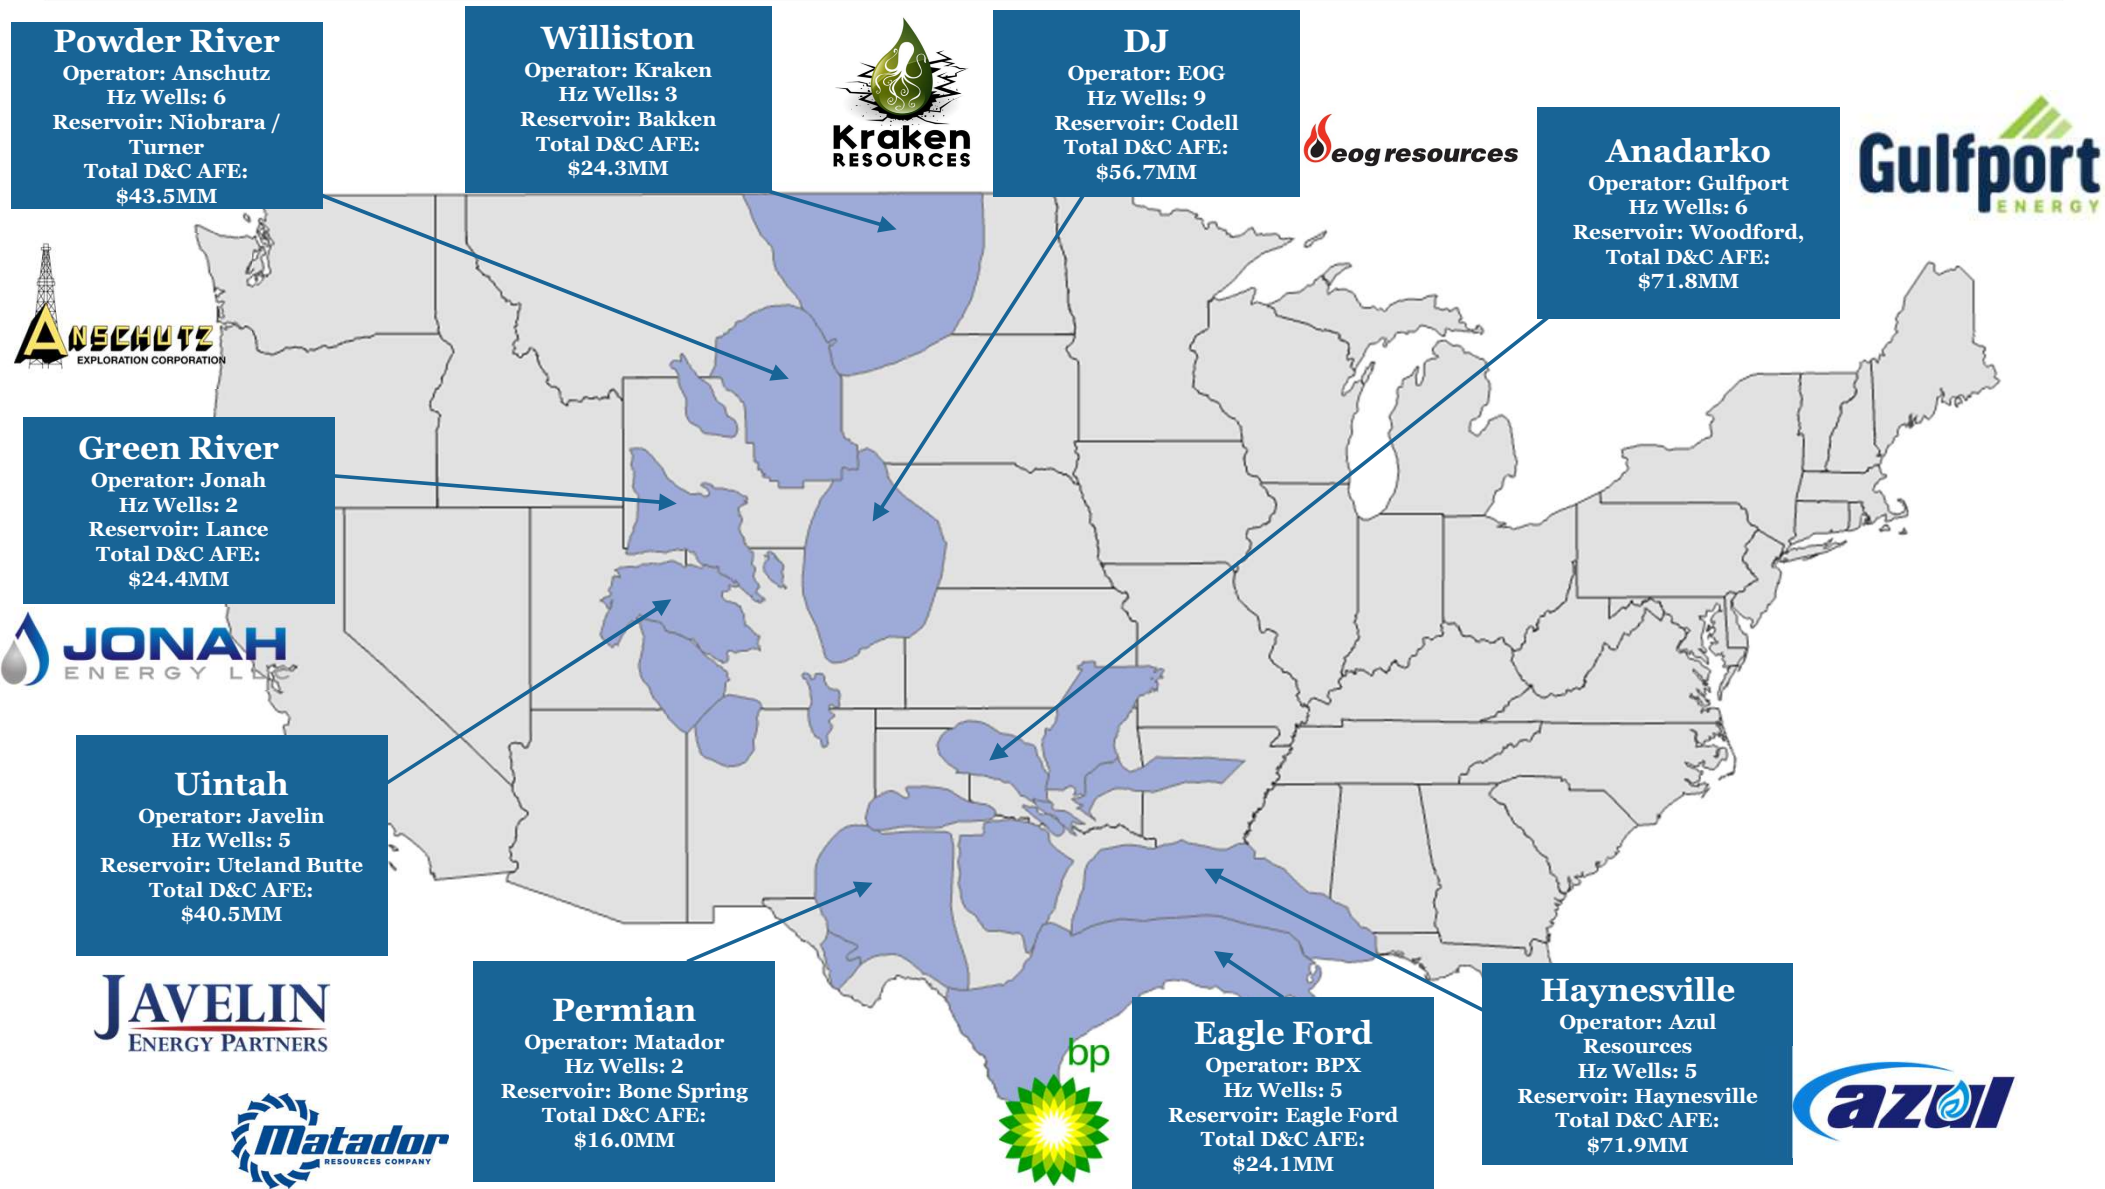 Powder River
Operator: Anschutz
Hz Wells: 6
Reservoir: Niobrara /
Turner
Total D&C AFE:
$43.5MM
Williston
Operator: Kraken
Hz Wells: 3
Reservoir: Bakken
Total D&C AFE:
$24.3MM
Kraken
RESOURCES
DJ
Operator: EOG
Hz Wells: 9
Reservoir: Codell
Total D&C AFE:
$56.7MM
eog resources
Anadarko
Operator: Gulfport
Hz Wells: 6
Reservoir: Woodford,
Total D&C AFE:
$71.8MM
Gulfport
ENERGY
ANSCHUTZ
EXPLORATION CORPORATION
Green River
Operator: Jonah
Hz Wells: 2
Reservoir: Lance
Total D&C AFE:
$24.4MM
JONAH
ENERGY LLC
Uintah
Operator: Javelin
Hz Wells: 5
Reservoir: Uteland Butte
Total D&C AFE:
$40.5MM
JAVELIN
ENERGY PARTNERS
Matador
RESOURCES COMPANY
Permian
Operator: Matador
Hz Wells: 2
Reservoir: Bone Spring
Total D&C AFE:
$16.0MM
bp
Eagle Ford
Operator: BPX
Hz Wells: 5
Reservoir: Eagle Ford
Total D&C AFE:
$24.1MM
Haynesville
Operator: Azul
Resources
Hz Wells: 5
Reservoir: Haynesville
Total D&C AFE:
$71.9MM
azul